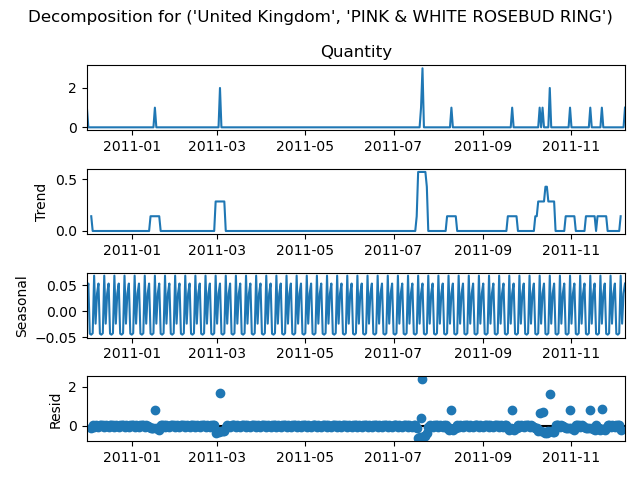 Decomposition for ('United Kingdom', 'PINK & WHITE ROSEBUD RING')
Quantity
2
0
2011-01 2011-03 2011-05 2011-07 2011-09 2011-11
Trend
0.5
0.0
2011-01 2011-03 2011-05 2011-07 2011-09 2011-11
Seasonal
0.05
0.00
−0.05
2011-01 2011-03 2011-05 2011-07 2011-09 2011-11
Resid
2
0
2011-01 2011-03 2011-05 2011-07 2011-09 2011-11